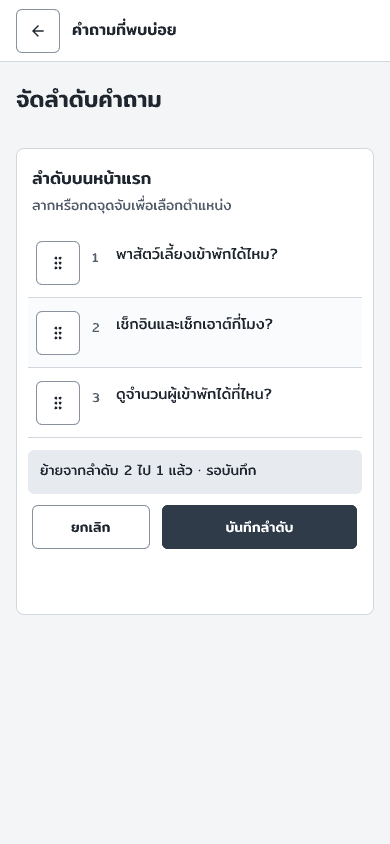 คำถามที่พบบ่อย
จัดลำดับคำถาม
ลำดับบนหน้าแรก
ลากหรือกดจุดจับเพื่อเลือกตำแหน่ง
1 พาสัตว์เลี้ยงเข้าพักได้ไหม?
2 เช็กอินและเช็กเอาต์กี่โมง?
3 ดูจำนวนผู้เข้าพักได้ที่ไหน?
ย้ายจากลำดับ 2 ไป 1 แล้ว · รอบันทึก
ยกเลิก บันทึกลำดับ